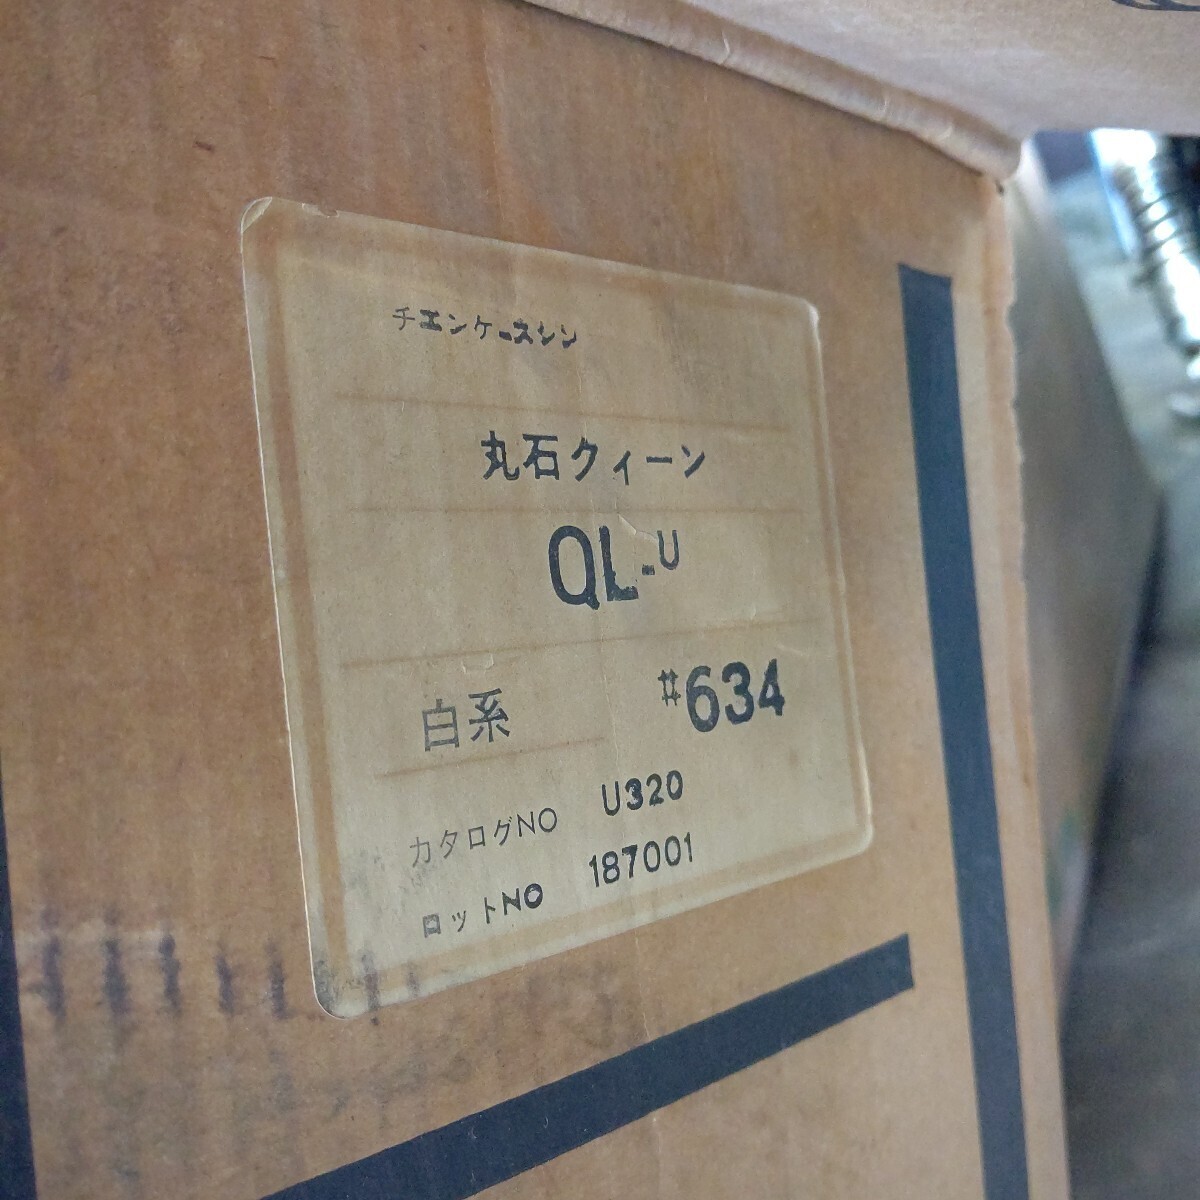 チエンケースシン
丸石クィーン
QL-U
白系 #634
カタログNO U320
ロットNO 187001